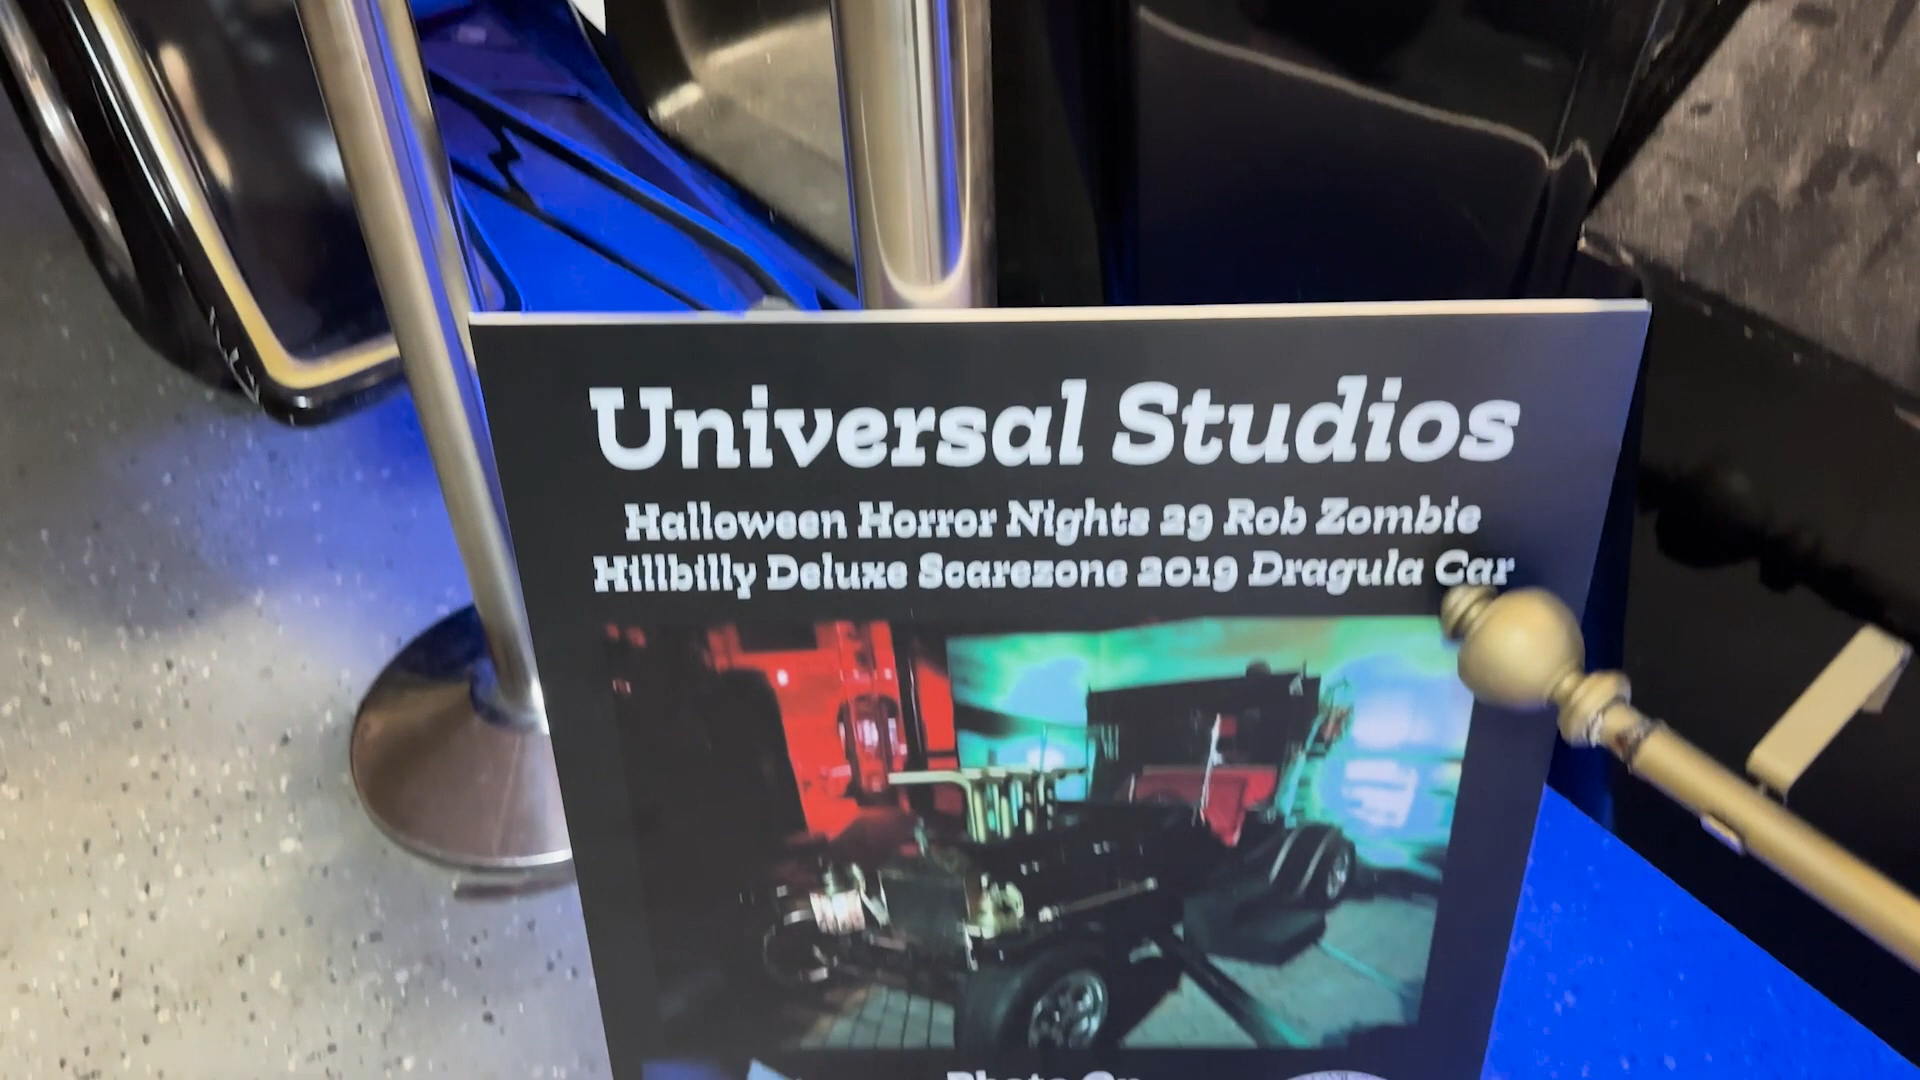 Universal Studios
Halloween Horror Nights 29 Rob Zombie
Hillbilly Deluxe Scarezone 2019 Dragula Car